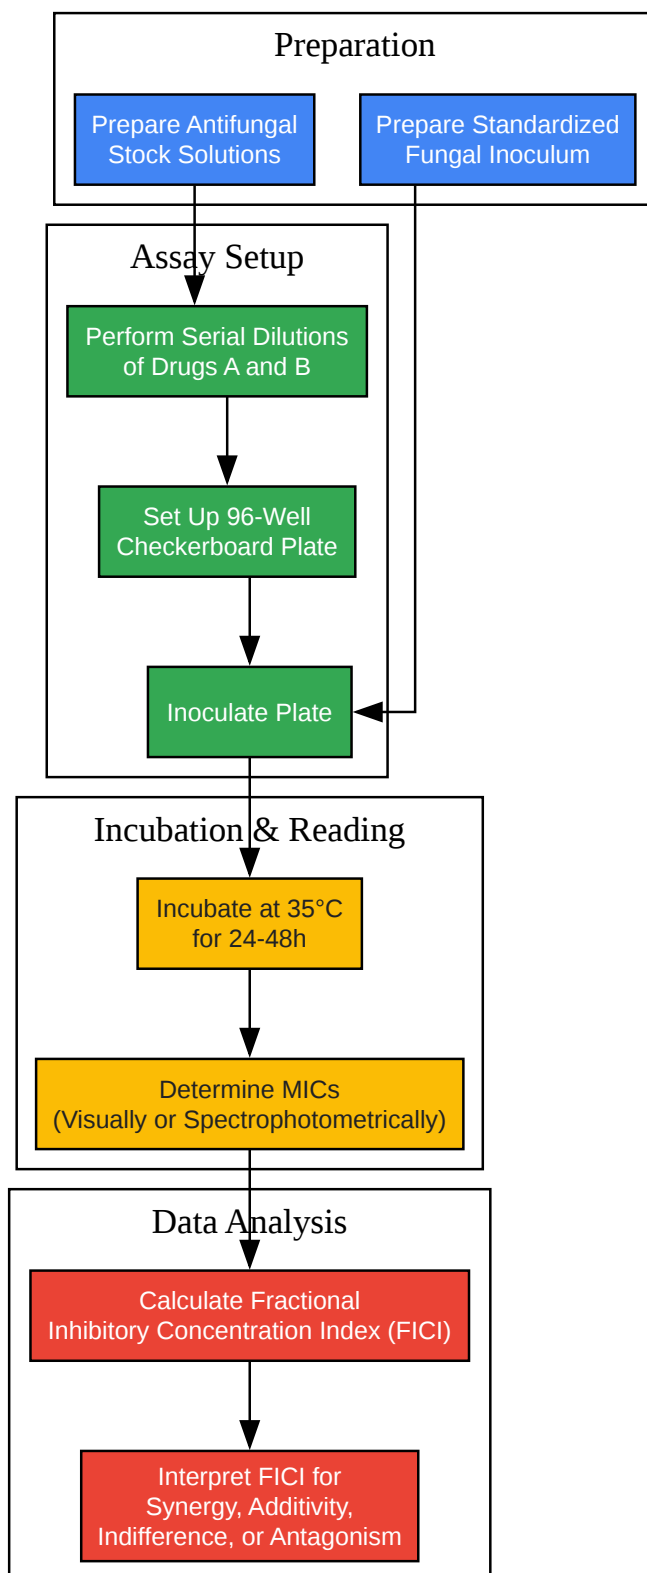 Preparation
Prepare Antifungal
Stock Solutions
Prepare Standardized
Fungal Inoculum
Assay Setup
Perform Serial Dilutions
of Drugs A and B
Set Up 96-Well
Checkerboard Plate
Inoculate Plate
Incubation & Reading
Incubate at 35°C
for 24-48h
Determine MICs
(Visually or Spectrophotometrically)
Data Analysis
Calculate Fractional
Inhibitory Concentration Index (FICI)
Interpret FICI for
Synergy, Additivity,
Indifference, or Antagonism